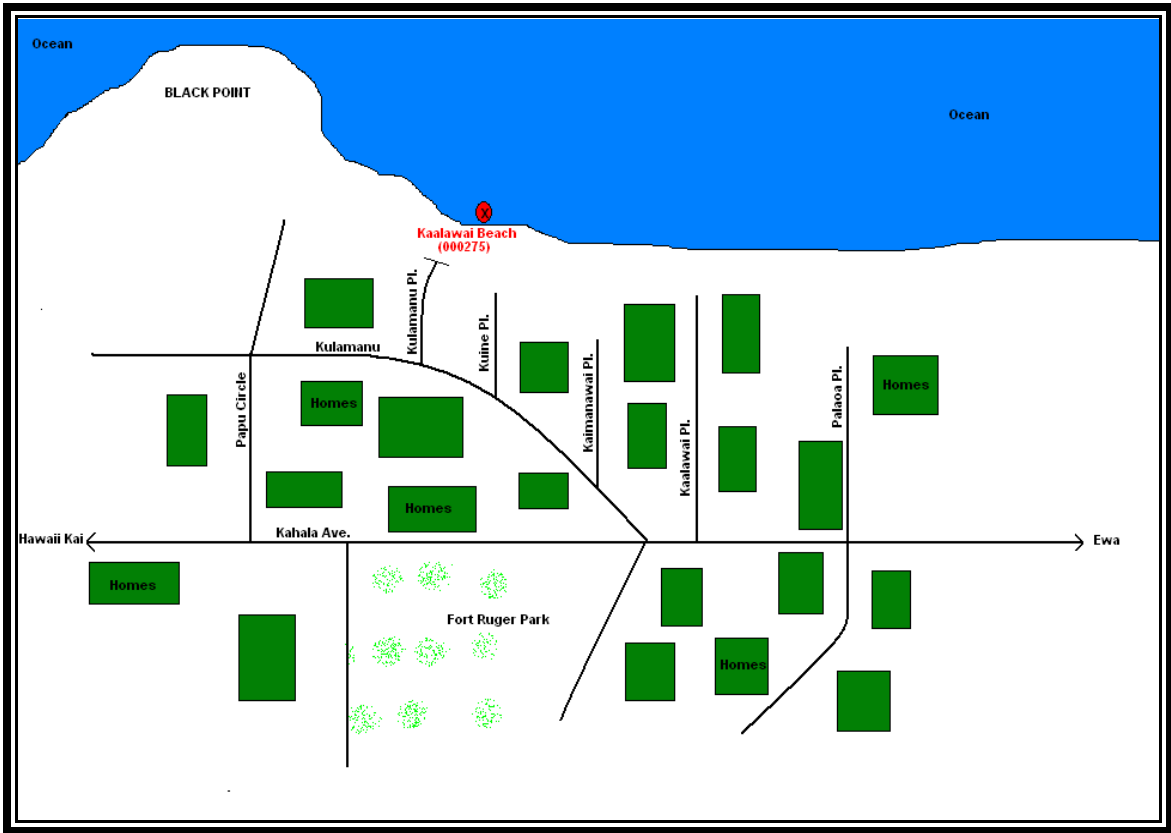 Ocean
BLACK POINT
Ocean
X
Kaalawai Beach
(000275)
Kulamanu Pl.
Kuine Pl.
Kulamanu
Kaimanawai Pl.
Palaoa Pl.
Homes
Papu Circle
Homes
Kaalawai Pl.
Homes
Kahala Ave.
Hawaii Kai
Ewa
Homes
Fort Ruger Park
Homes